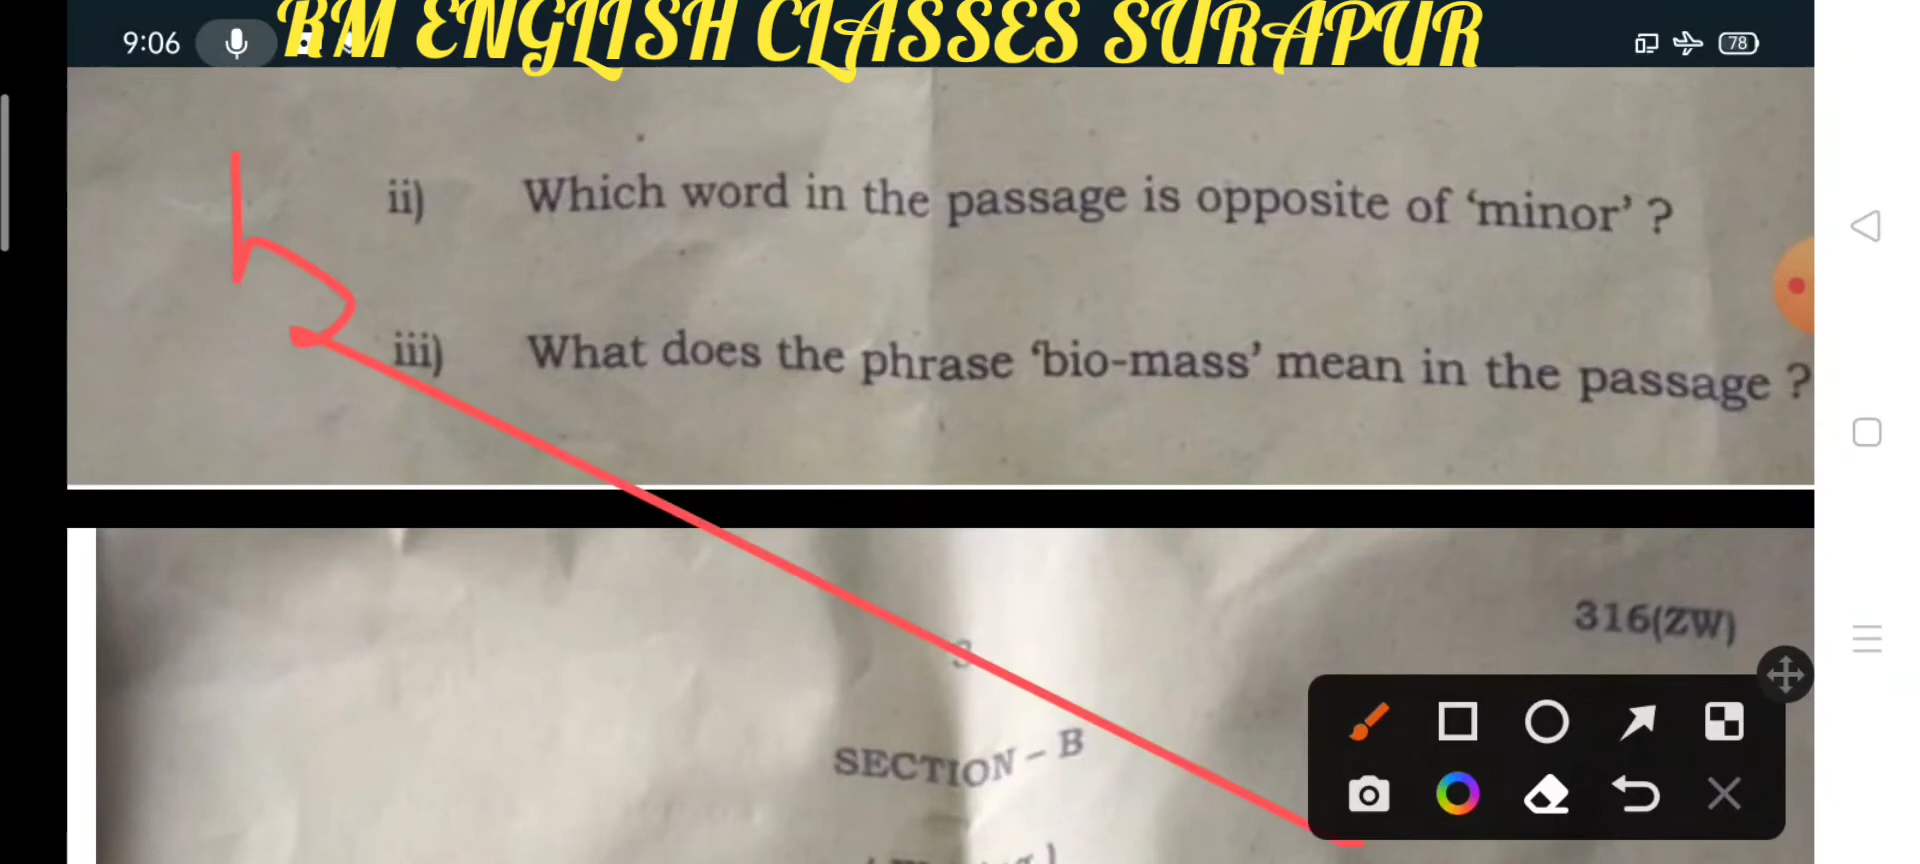 RM ENGLISH CLASSES SURAPUR
9:06
78
ii) Which word in the passage is opposite of ‘minor’ ?
iii) What does the phrase ‘bio-mass’ mean in the passage ?
316(ZW)
3
SECTION – B